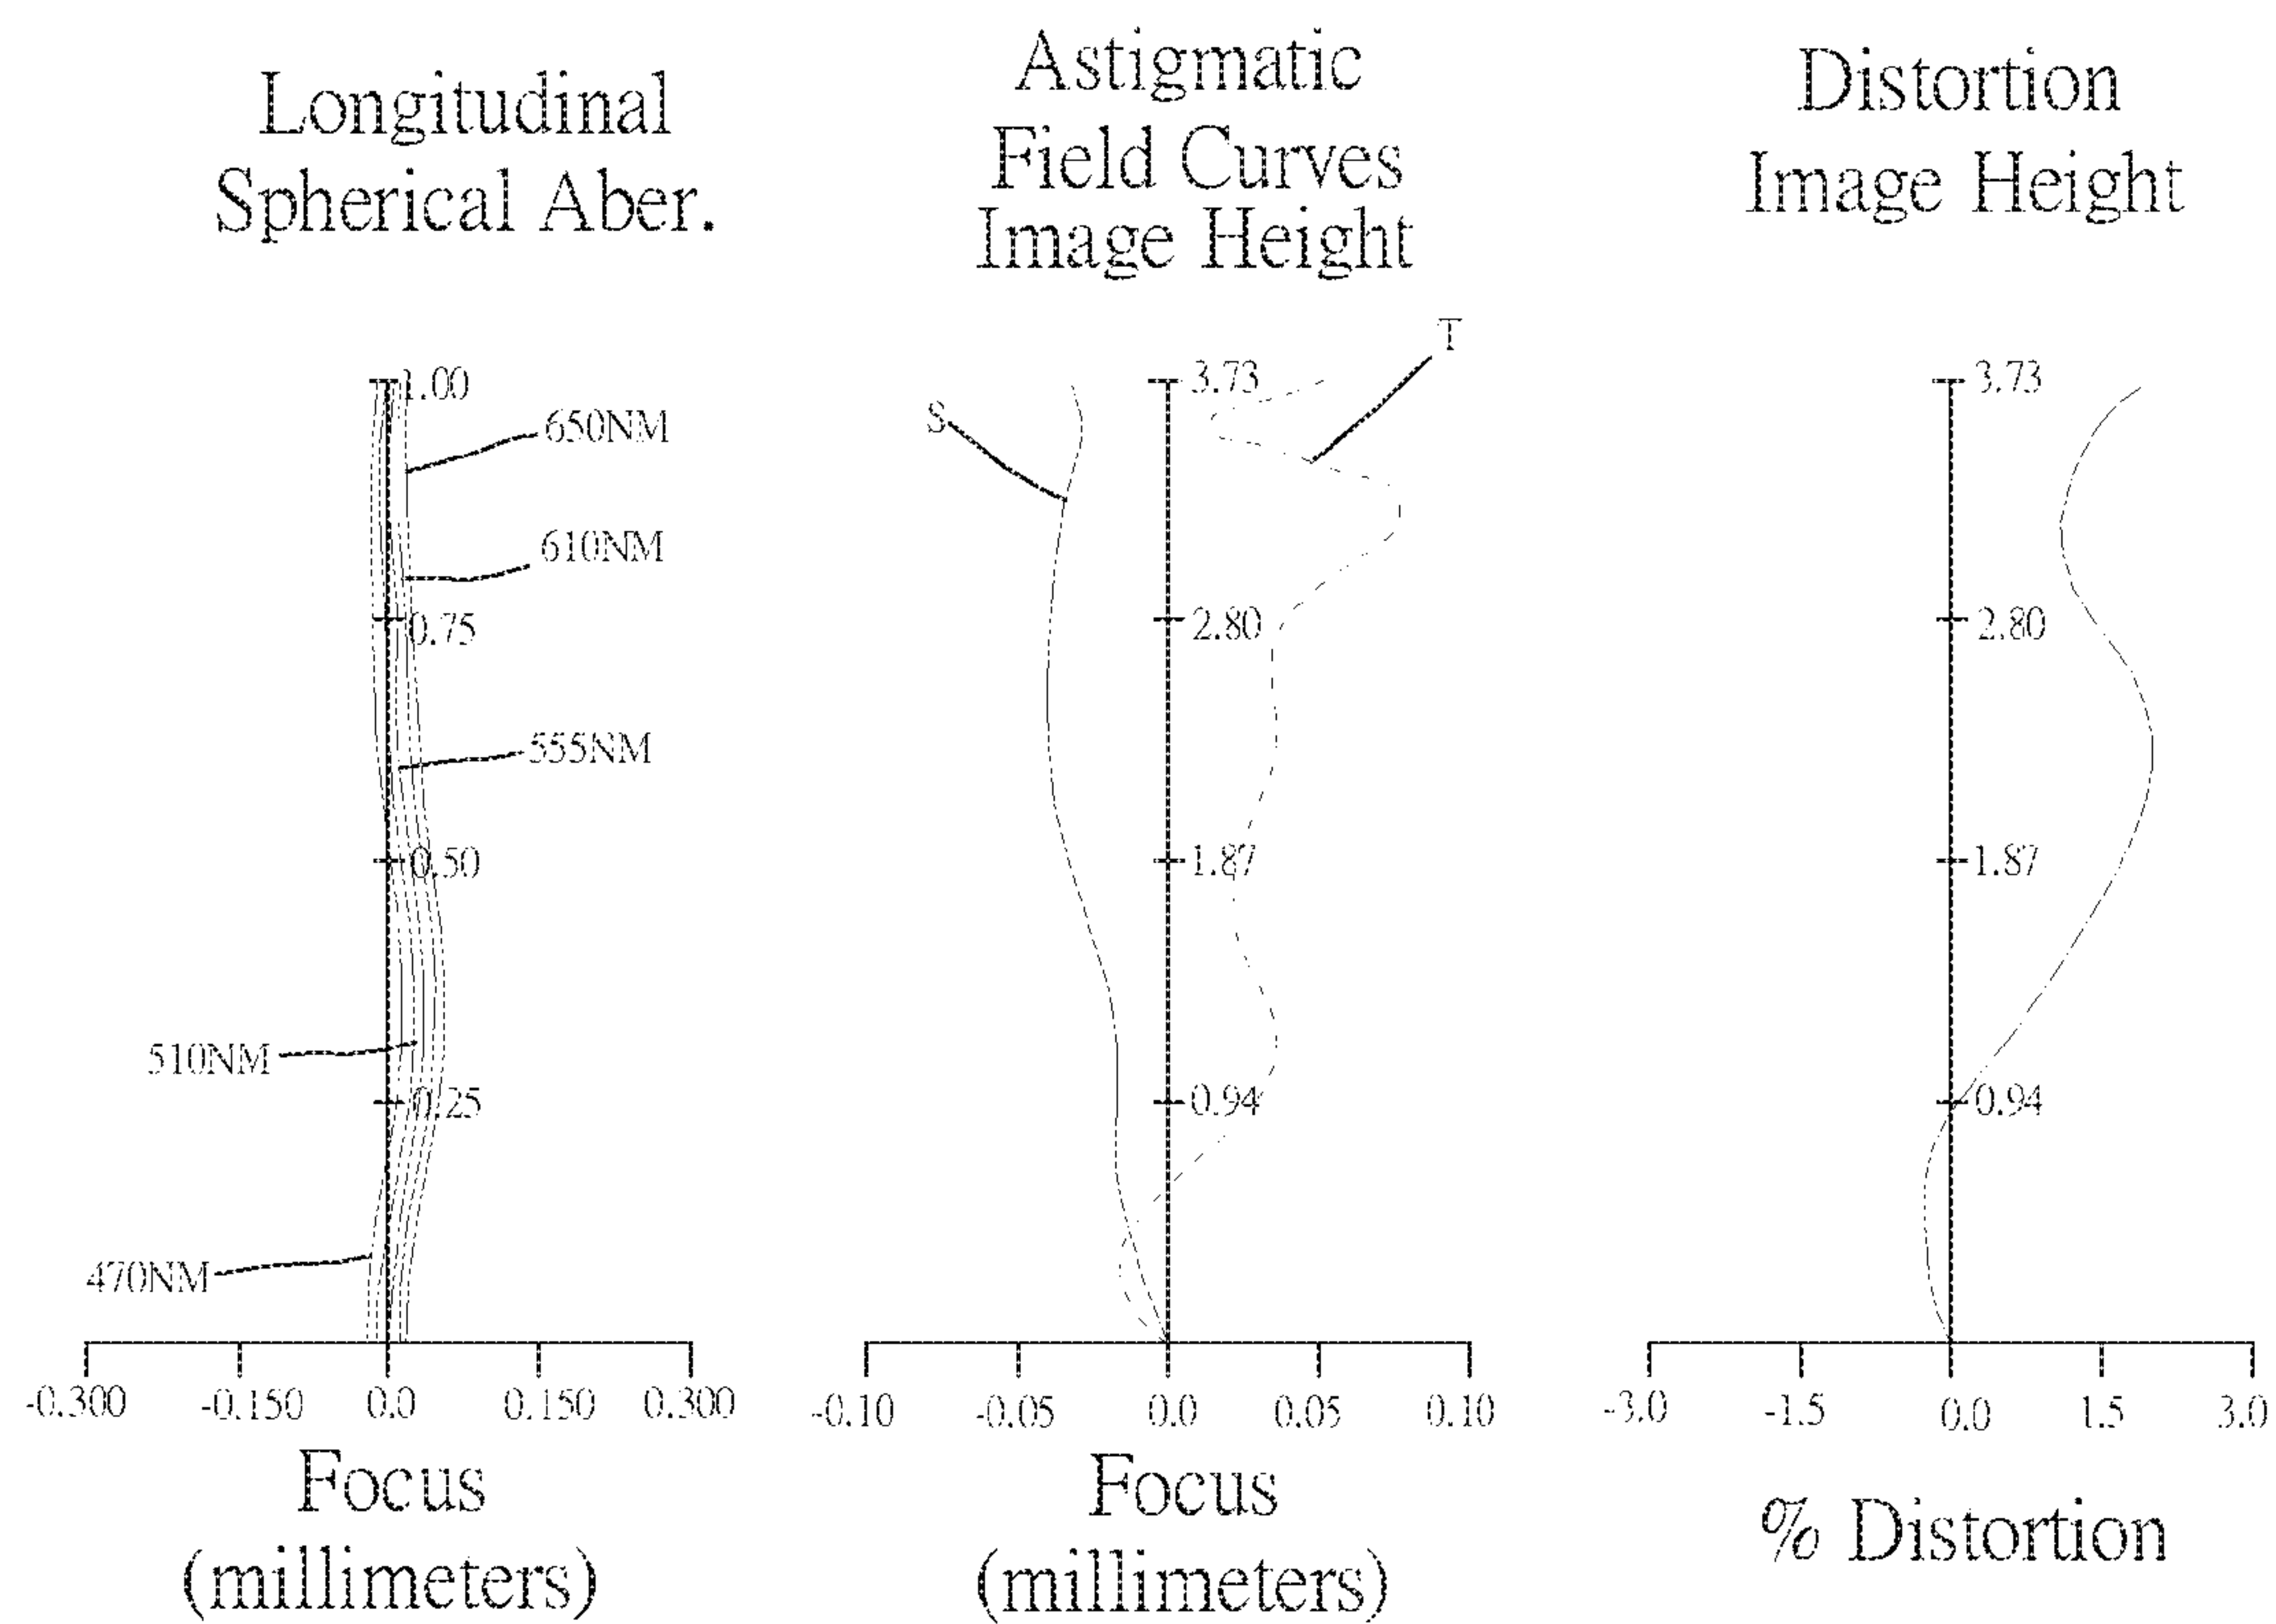 Longitudinal
Spherical Aber.
1.00
650NM
610NM
0.75
555NM
0.50
510NM
0.25
470NM
-0.300
-0.150
0.0
0.150
0.300
Focus
(millimeters)
Astigmatic
Field Curves
Image Height
T
3.73
S
2.80
1.87
0.94
-0.10
-0.05
0.0
0.05
0.10
Focus
(millimeters)
Distortion
Image Height
3.73
2.80
1.87
0.94
-3.0
-1.5
0.0
1.5
3.0
% Distortion